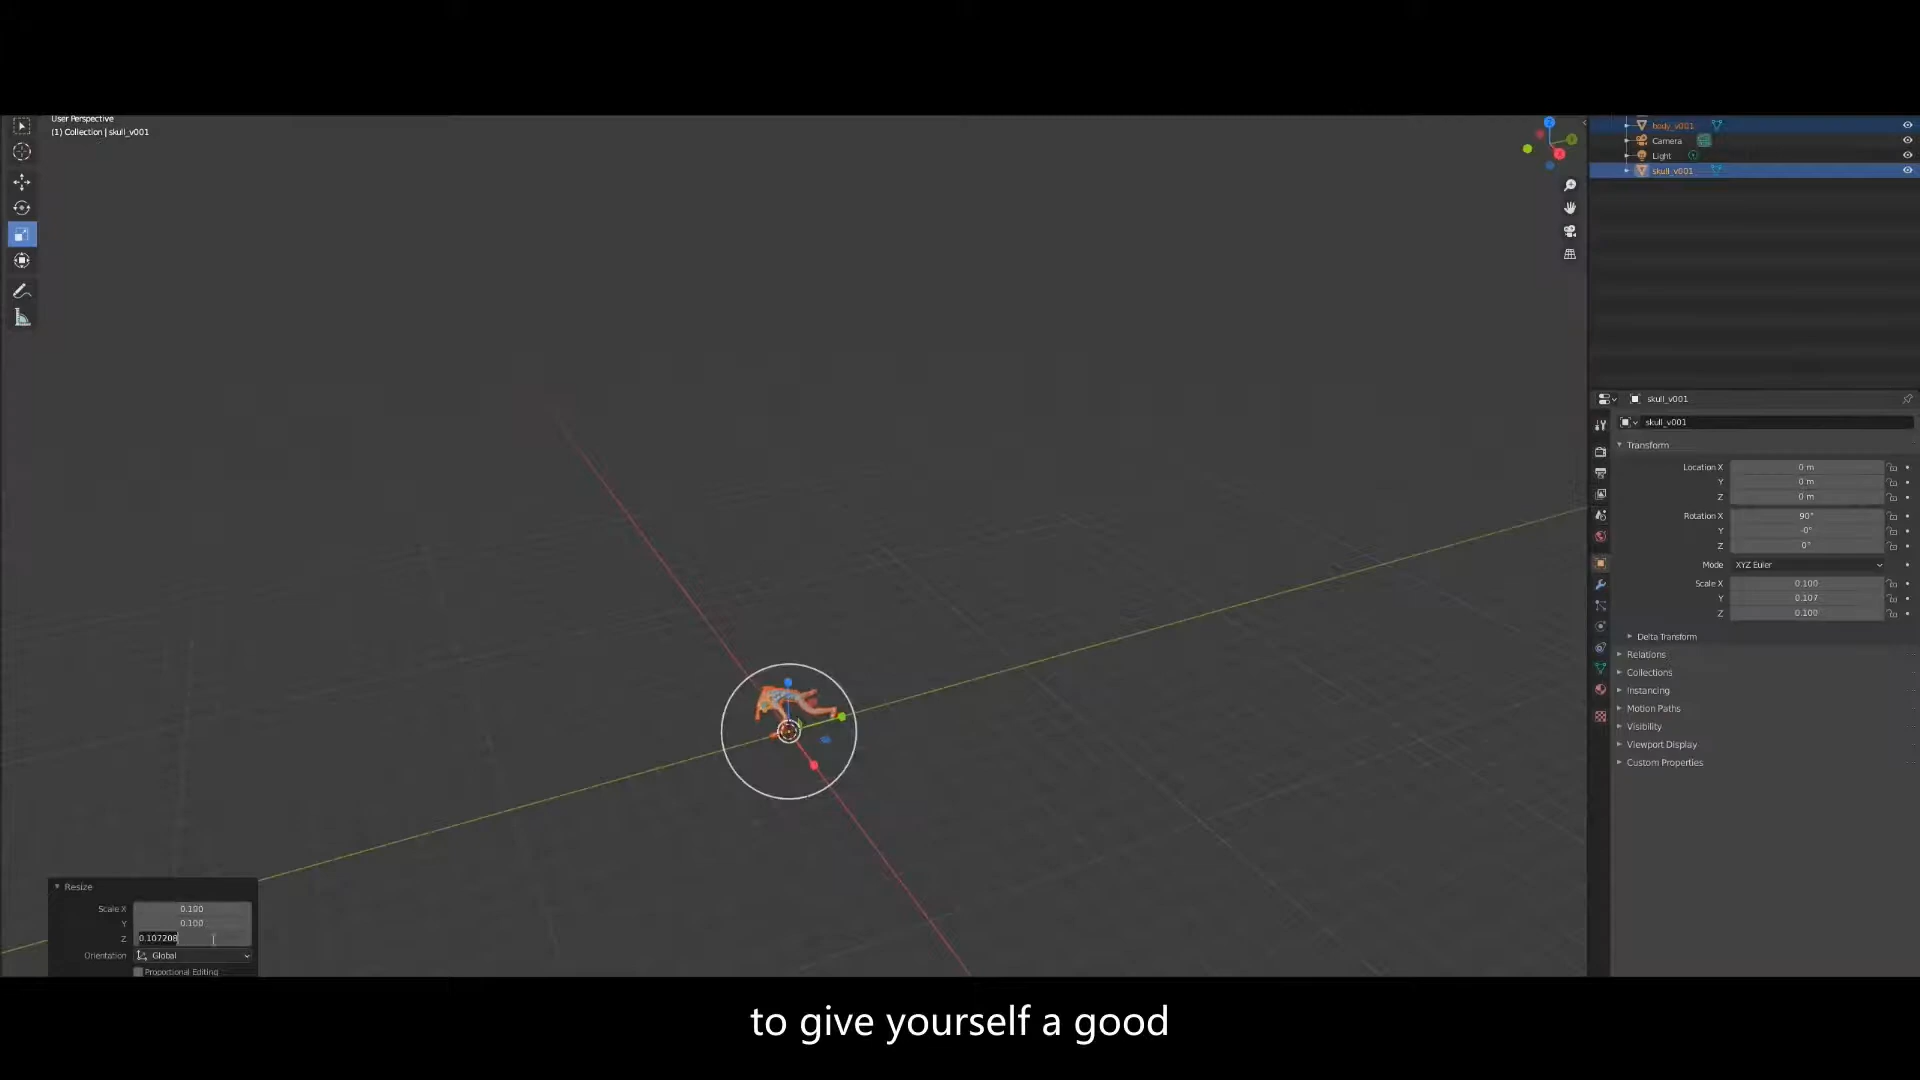 User Perspective
(1) Collection | skull_v001
body_v001
Camera
Light
skull_v001
skull_v001
skull_v001
Transform
Location X 0 m
Y 0 m
Z 0 m
Rotation X 90°
Y -0°
Z 0°
Mode XYZ Euler
Scale X 0.100
Y 0.107
Z 0.100
Delta Transform
Relations
Collections
Instancing
Motion Paths
Visibility
Viewport Display
Custom Properties
Resize
Scale X 0.100
Y 0.100
Z 0.107208
Orientation Global
Proportional Editing
to give yourself a good